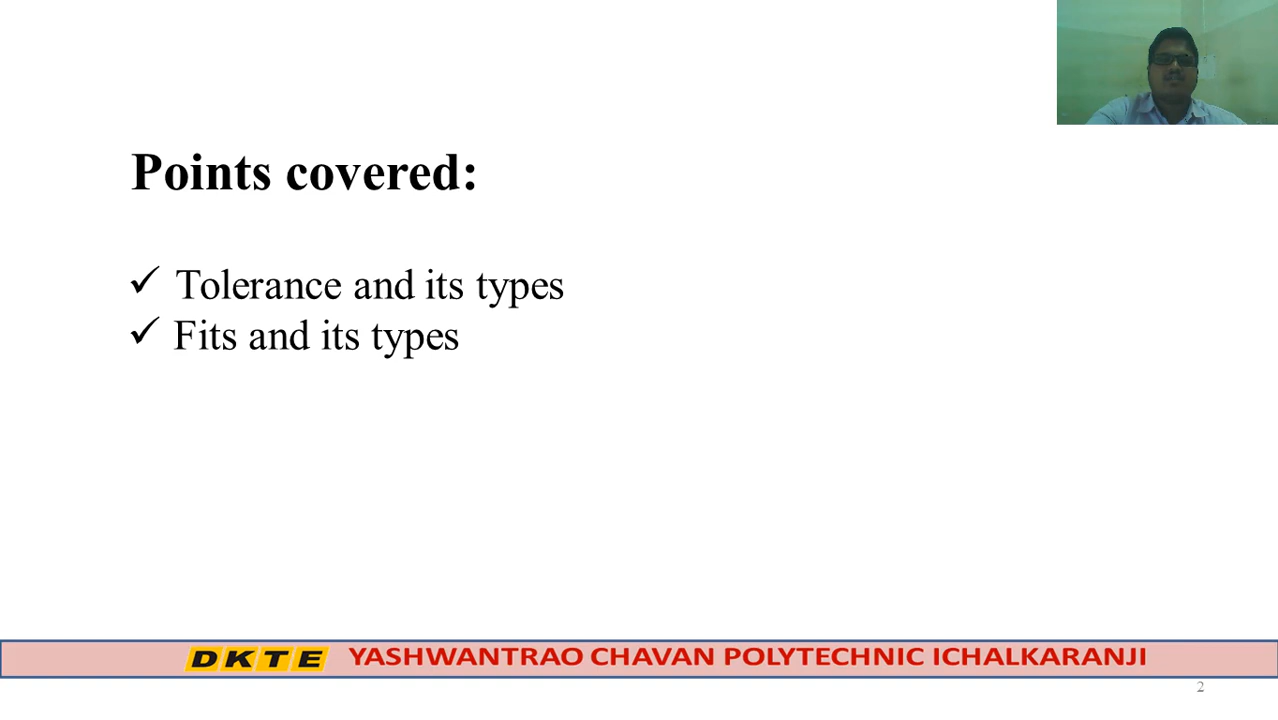 Points covered:
✓ Tolerance and its types
✓ Fits and its types
DKTE YASHWANTRAO CHAVAN POLYTECHNIC ICHALKARANJI
2